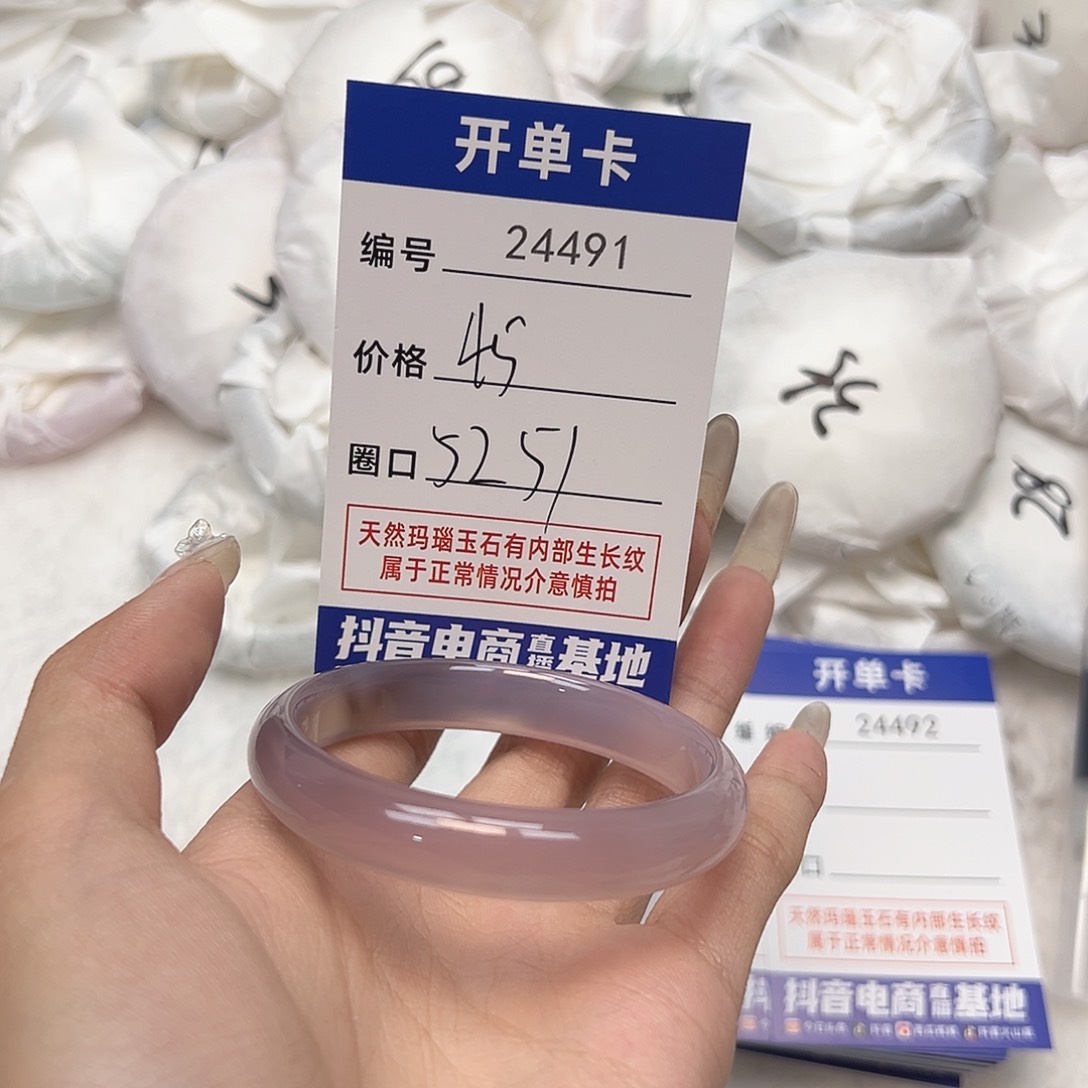 开单卡
编号 24491
价格 45
圈口 5251
天然玛瑙玉石有内部生长纹
属于正常情况介意慎拍
抖音电商直播基地
开单卡
24492
口
天然玛瑙玉石有内部生长纹
属于正常情况介意慎拍
抖音电商直播基地